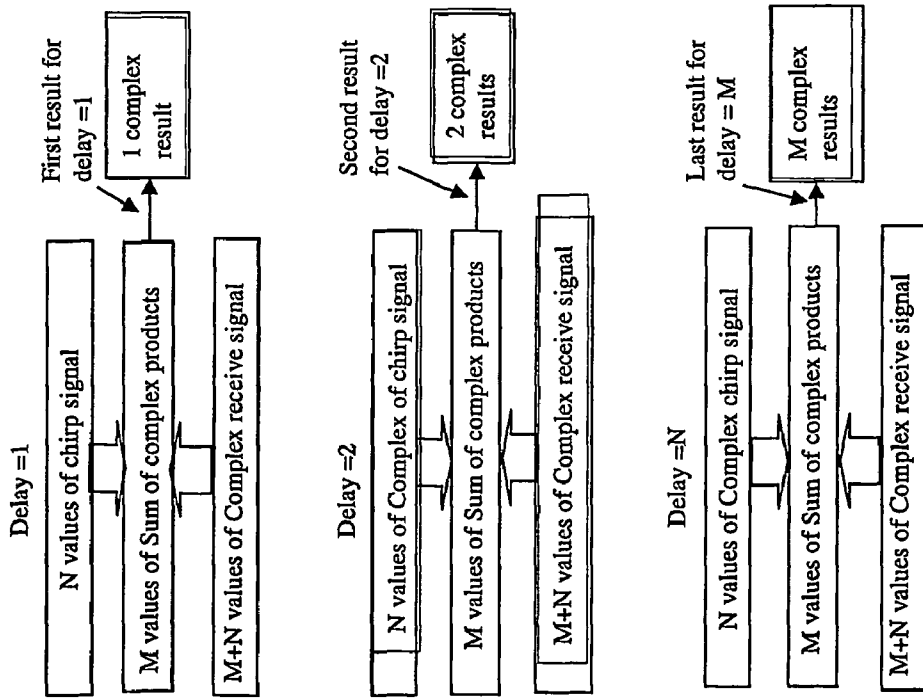 Delay =1
N values of chirp signal
M values of Sum of complex products
M+N values of Complex receive signal
First result for
delay =1
1 complex
result
Delay =2
N values of Complex of chirp signal
M values of Sum of complex products
M+N values of Complex receive signal
Second result
for delay =2
2 complex
results
Delay =N
N values of Complex chirp signal
M values of Sum of complex products
M+N values of Complex receive signal
Last result for
delay = M
M complex
results